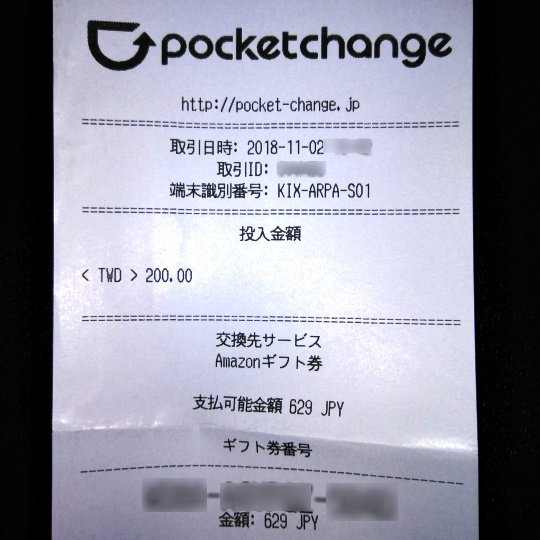 pocketchange
http://pocket-change.jp
取引日時: 2018-11-02
取引ID:
端末識別番号: KIX-ARPA-S01
投入金額
< TWD > 200.00
交換先サービス
Amazonギフト券
支払可能金額 629 JPY
ギフト券番号
金額: 629 JPY